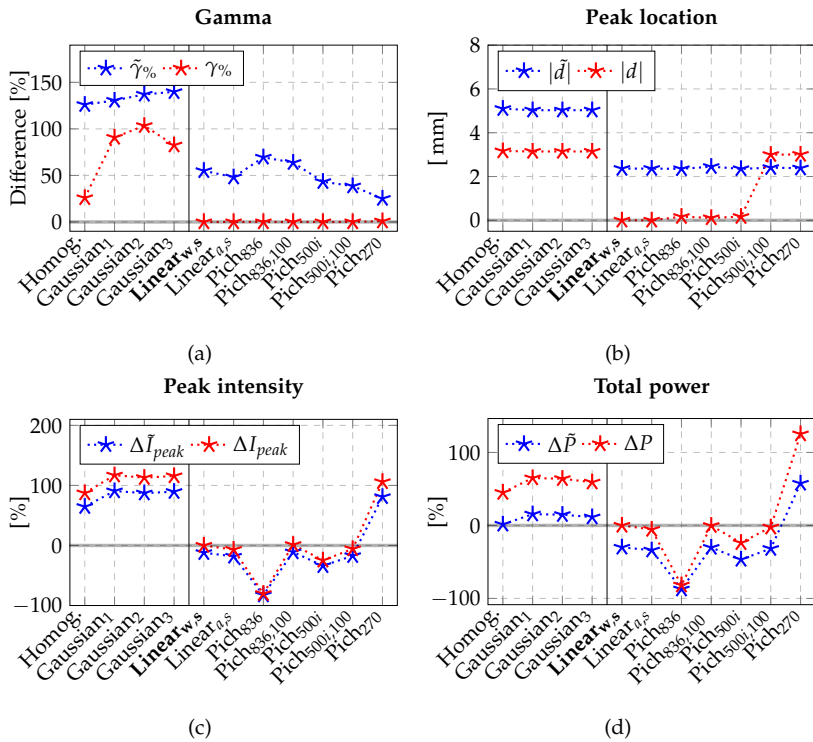 Gamma
Difference [%]
150
100
50
0
γ̃% γ%
Homog.
Gaussian1
Gaussian2
Gaussian3
Linearw,s
Lineara,s
Pich836
Pich836,100
Pich500i
Pich500i,100
Pich270
(a)
Peak location
[ mm]
8
6
4
2
0
|d̃| |d|
Homog.
Gaussian1
Gaussian2
Gaussian3
Linearw,s
Lineara,s
Pich836
Pich836,100
Pich500i
Pich500i,100
Pich270
(b)
Peak intensity
[%]
200
100
0
−100
ΔĨpeak ΔIpeak
Homog.
Gaussian1
Gaussian2
Gaussian3
Linearw,s
Lineara,s
Pich836
Pich836,100
Pich500i
Pich500i,100
Pich270
(c)
Total power
[%]
100
0
−100
ΔP̃ ΔP
Homog.
Gaussian1
Gaussian2
Gaussian3
Linearw,s
Lineara,s
Pich836
Pich836,100
Pich500i
Pich500i,100
Pich270
(d)